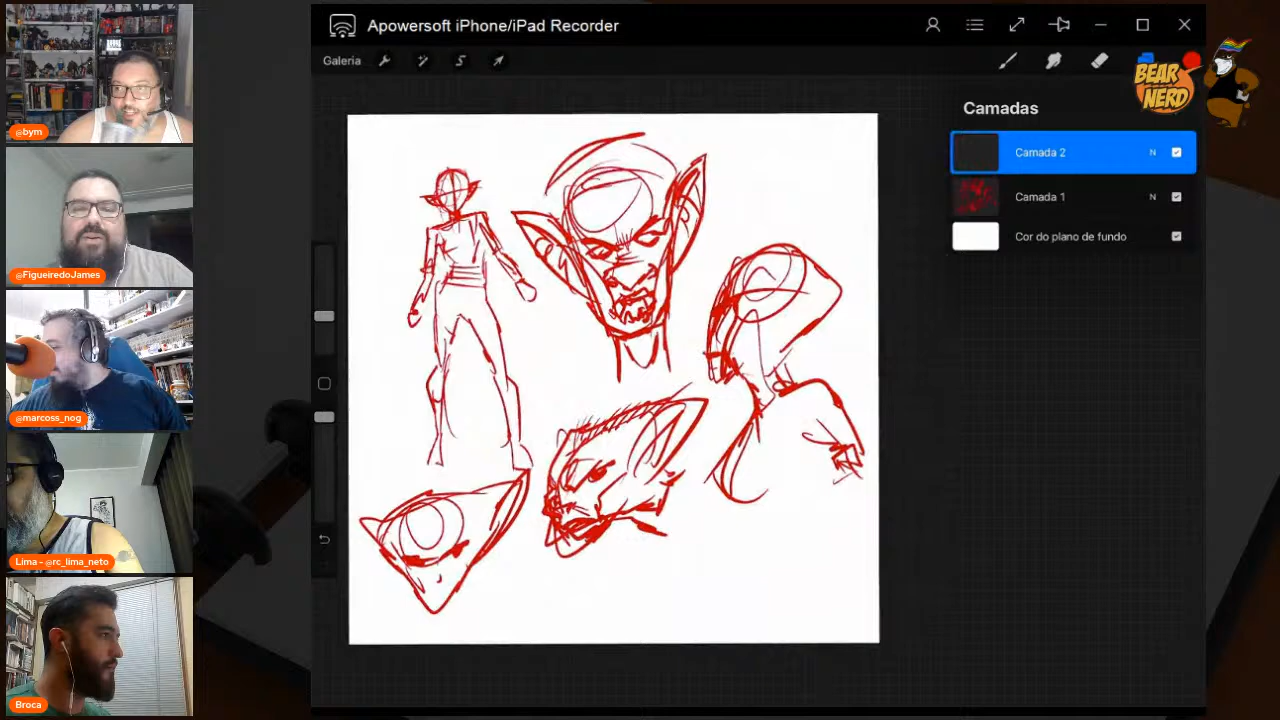 @bym
@FigueiredoJames
@marcoss_nog
Lima - @rc_lima_neto
Broca
Apowersoft iPhone/iPad Recorder
Galeria
BEAR
NERD
Camadas
Camada 2 N
Camada 1 N
Cor do plano de fundo